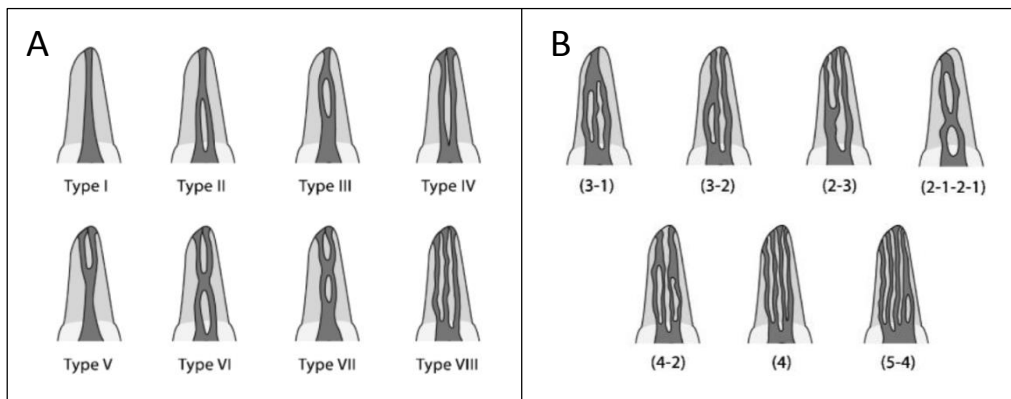 A
Type I Type II Type III Type IV
Type V Type VI Type VII Type VIII
B
(3-1) (3-2) (2-3) (2-1-2-1)
(4-2) (4) (5-4)